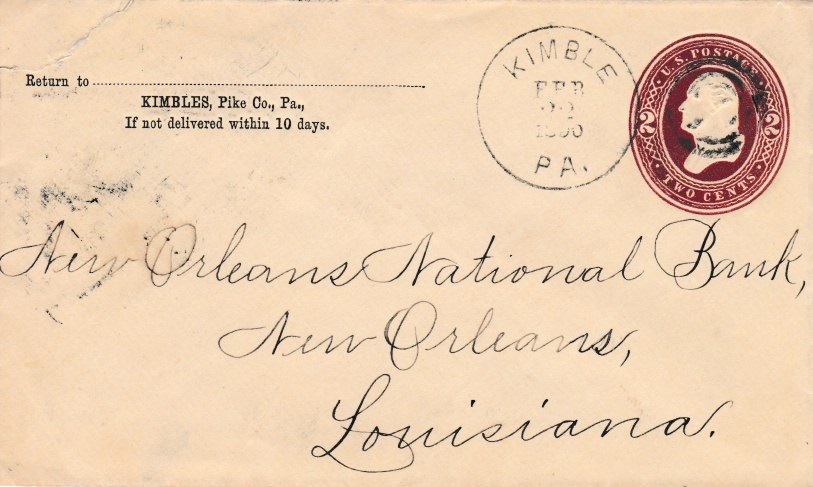 Return to
KIMBLES, Pike Co., Pa.,
If not delivered within 10 days.
KIMBLE
FEB
PA.
U.S. POSTAGE
2 2
TWO CENTS
New Orleans National Bank,
New Orleans,
Louisiana.